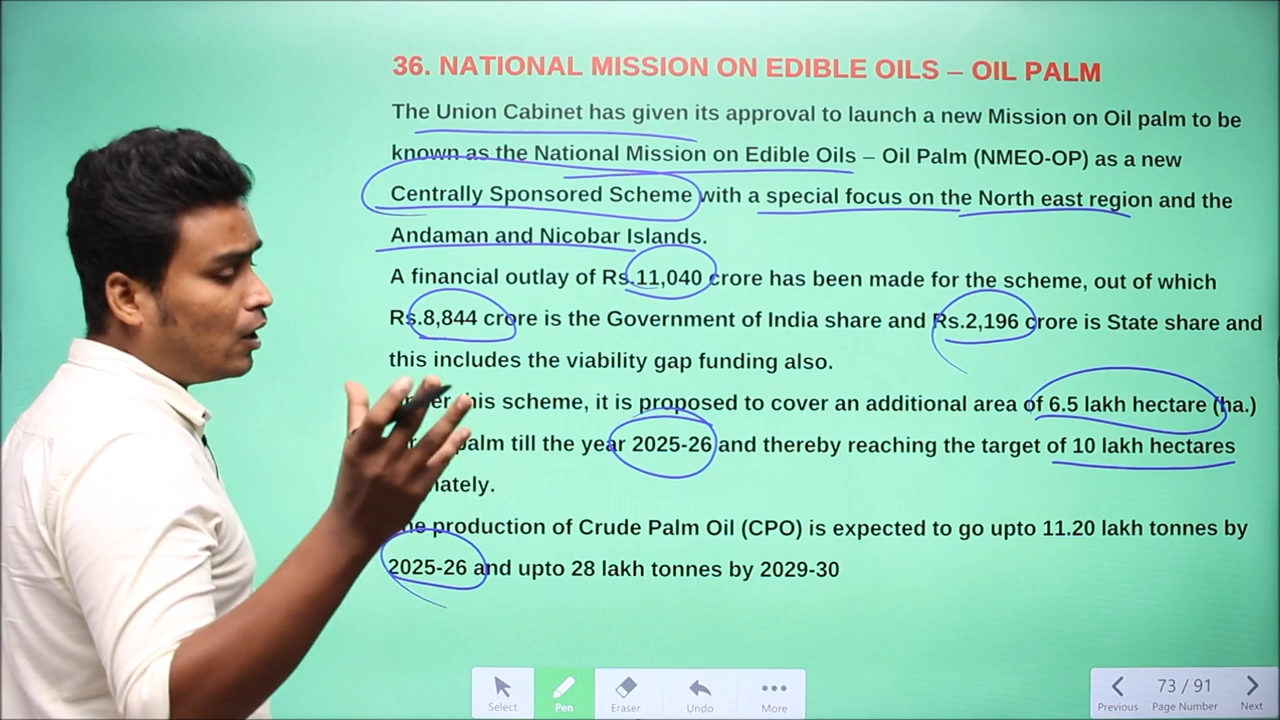 36. NATIONAL MISSION ON EDIBLE OILS – OIL PALM
The Union Cabinet has given its approval to launch a new Mission on Oil palm to be
known as the National Mission on Edible Oils – Oil Palm (NMEO-OP) as a new
Centrally Sponsored Scheme with a special focus on the North east region and the
Andaman and Nicobar Islands.
A financial outlay of Rs.11,040 crore has been made for the scheme, out of which
Rs.8,844 crore is the Government of India share and Rs.2,196 crore is State share and
this includes the viability gap funding also.
scheme, it is proposed to cover an additional area of 6.5 lakh hectare (ha.)
palm till the year 2025-26 and thereby reaching the target of 10 lakh hectares
production of Crude Palm Oil (CPO) is expected to go upto 11.20 lakh tonnes by
2025-26 and upto 28 lakh tonnes by 2029-30
Select Pen Eraser Undo More
Previous 73 / 91 Page Number Next